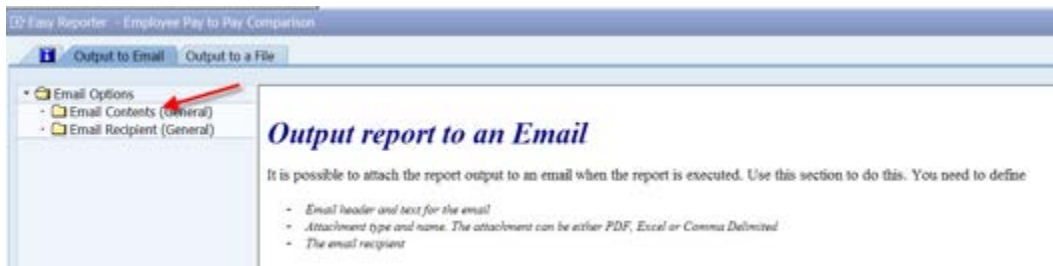 Easy Reporter - Employee Pay to Pay Comparison
Output to Email Output to a File
Email Options
Email Contents (General)
Email Recipient (General)
Output report to an Email
It is possible to attach the report output to an email when the report is executed. Use this section to do this. You need to define
- Email header and text for the email
- Attachment type and name. The attachment can be either PDF, Excel or Comma Delimited
- The email recipient